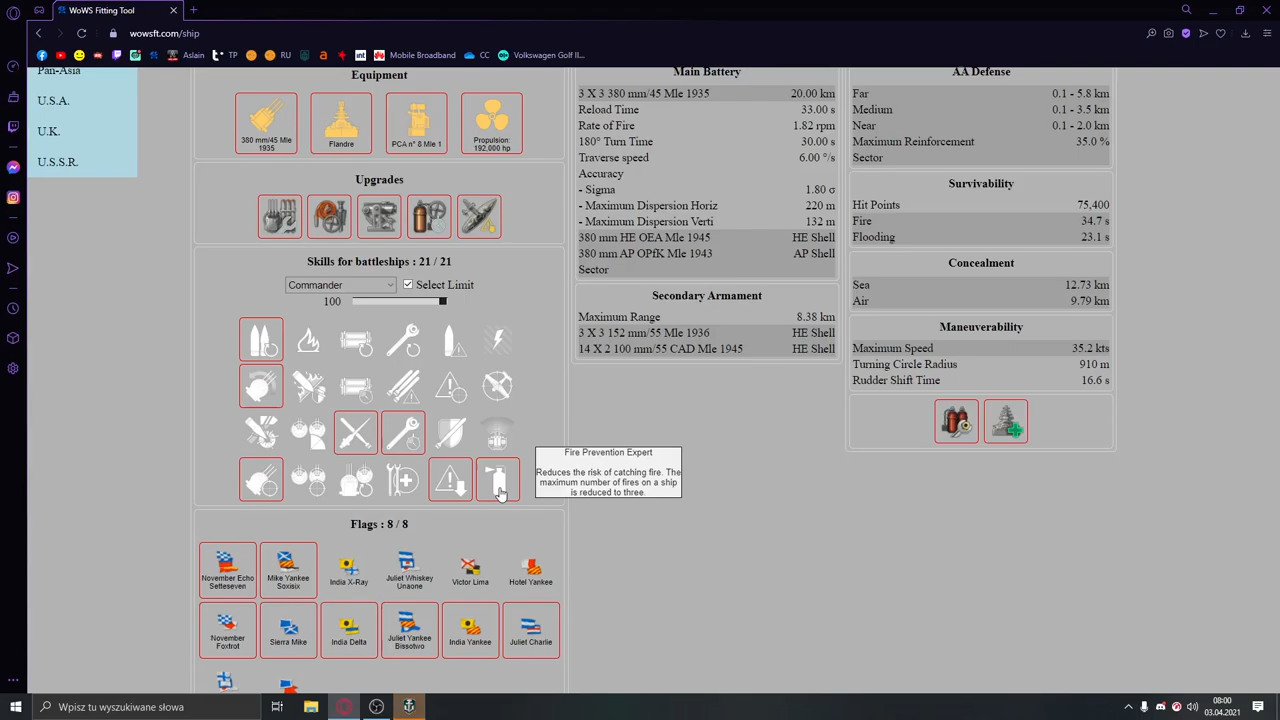 WoWS Fitting Tool
wowsft.com/ship
Aslain
TP
RU
int
Mobile Broadband
CC
Volkswagen Golf II...
Pan-Asia
U.S.A.
U.K.
U.S.S.R.
Equipment
380 mm/45 Mle
1935
Flandre
PCA n° 8 Mle 1
Propulsion:
192,000 hp
Upgrades
Skills for battleships : 21 / 21
Commander
Select Limit
100
Fire Prevention Expert
Reduces the risk of catching fire. The
maximum number of fires on a ship
is reduced to three.
Flags : 8 / 8
November Echo
Setteseven
Mike Yankee
Soxisix
India X-Ray
Juliet Whiskey
Unaone
Victor Lima
Hotel Yankee
November
Foxtrot
Sierra Mike
India Delta
Juliet Yankee
Bissotwo
India Yankee
Juliet Charlie
Main Battery
3 X 3 380 mm/45 Mle 1935 20.00 km
Reload Time 33.00 s
Rate of Fire 1.82 rpm
180° Turn Time 30.00 s
Traverse speed 6.00 °/s
Accuracy
- Sigma 1.80 σ
- Maximum Dispersion Horiz 220 m
- Maximum Dispersion Verti 132 m
380 mm HE OEA Mle 1945 HE Shell
380 mm AP OPfK Mle 1943 AP Shell
Sector
Secondary Armament
Maximum Range 8.38 km
3 X 3 152 mm/55 Mle 1936 HE Shell
14 X 2 100 mm/55 CAD Mle 1945 HE Shell
AA Defense
Far 0.1 - 5.8 km
Medium 0.1 - 3.5 km
Near 0.1 - 2.0 km
Maximum Reinforcement 35.0 %
Sector
Survivability
Hit Points 75,400
Fire 34.7 s
Flooding 23.1 s
Concealment
Sea 12.73 km
Air 9.79 km
Maneuverability
Maximum Speed 35.2 kts
Turning Circle Radius 910 m
Rudder Shift Time 16.6 s
Wpisz tu wyszukiwane słowa
08:00
03.04.2021